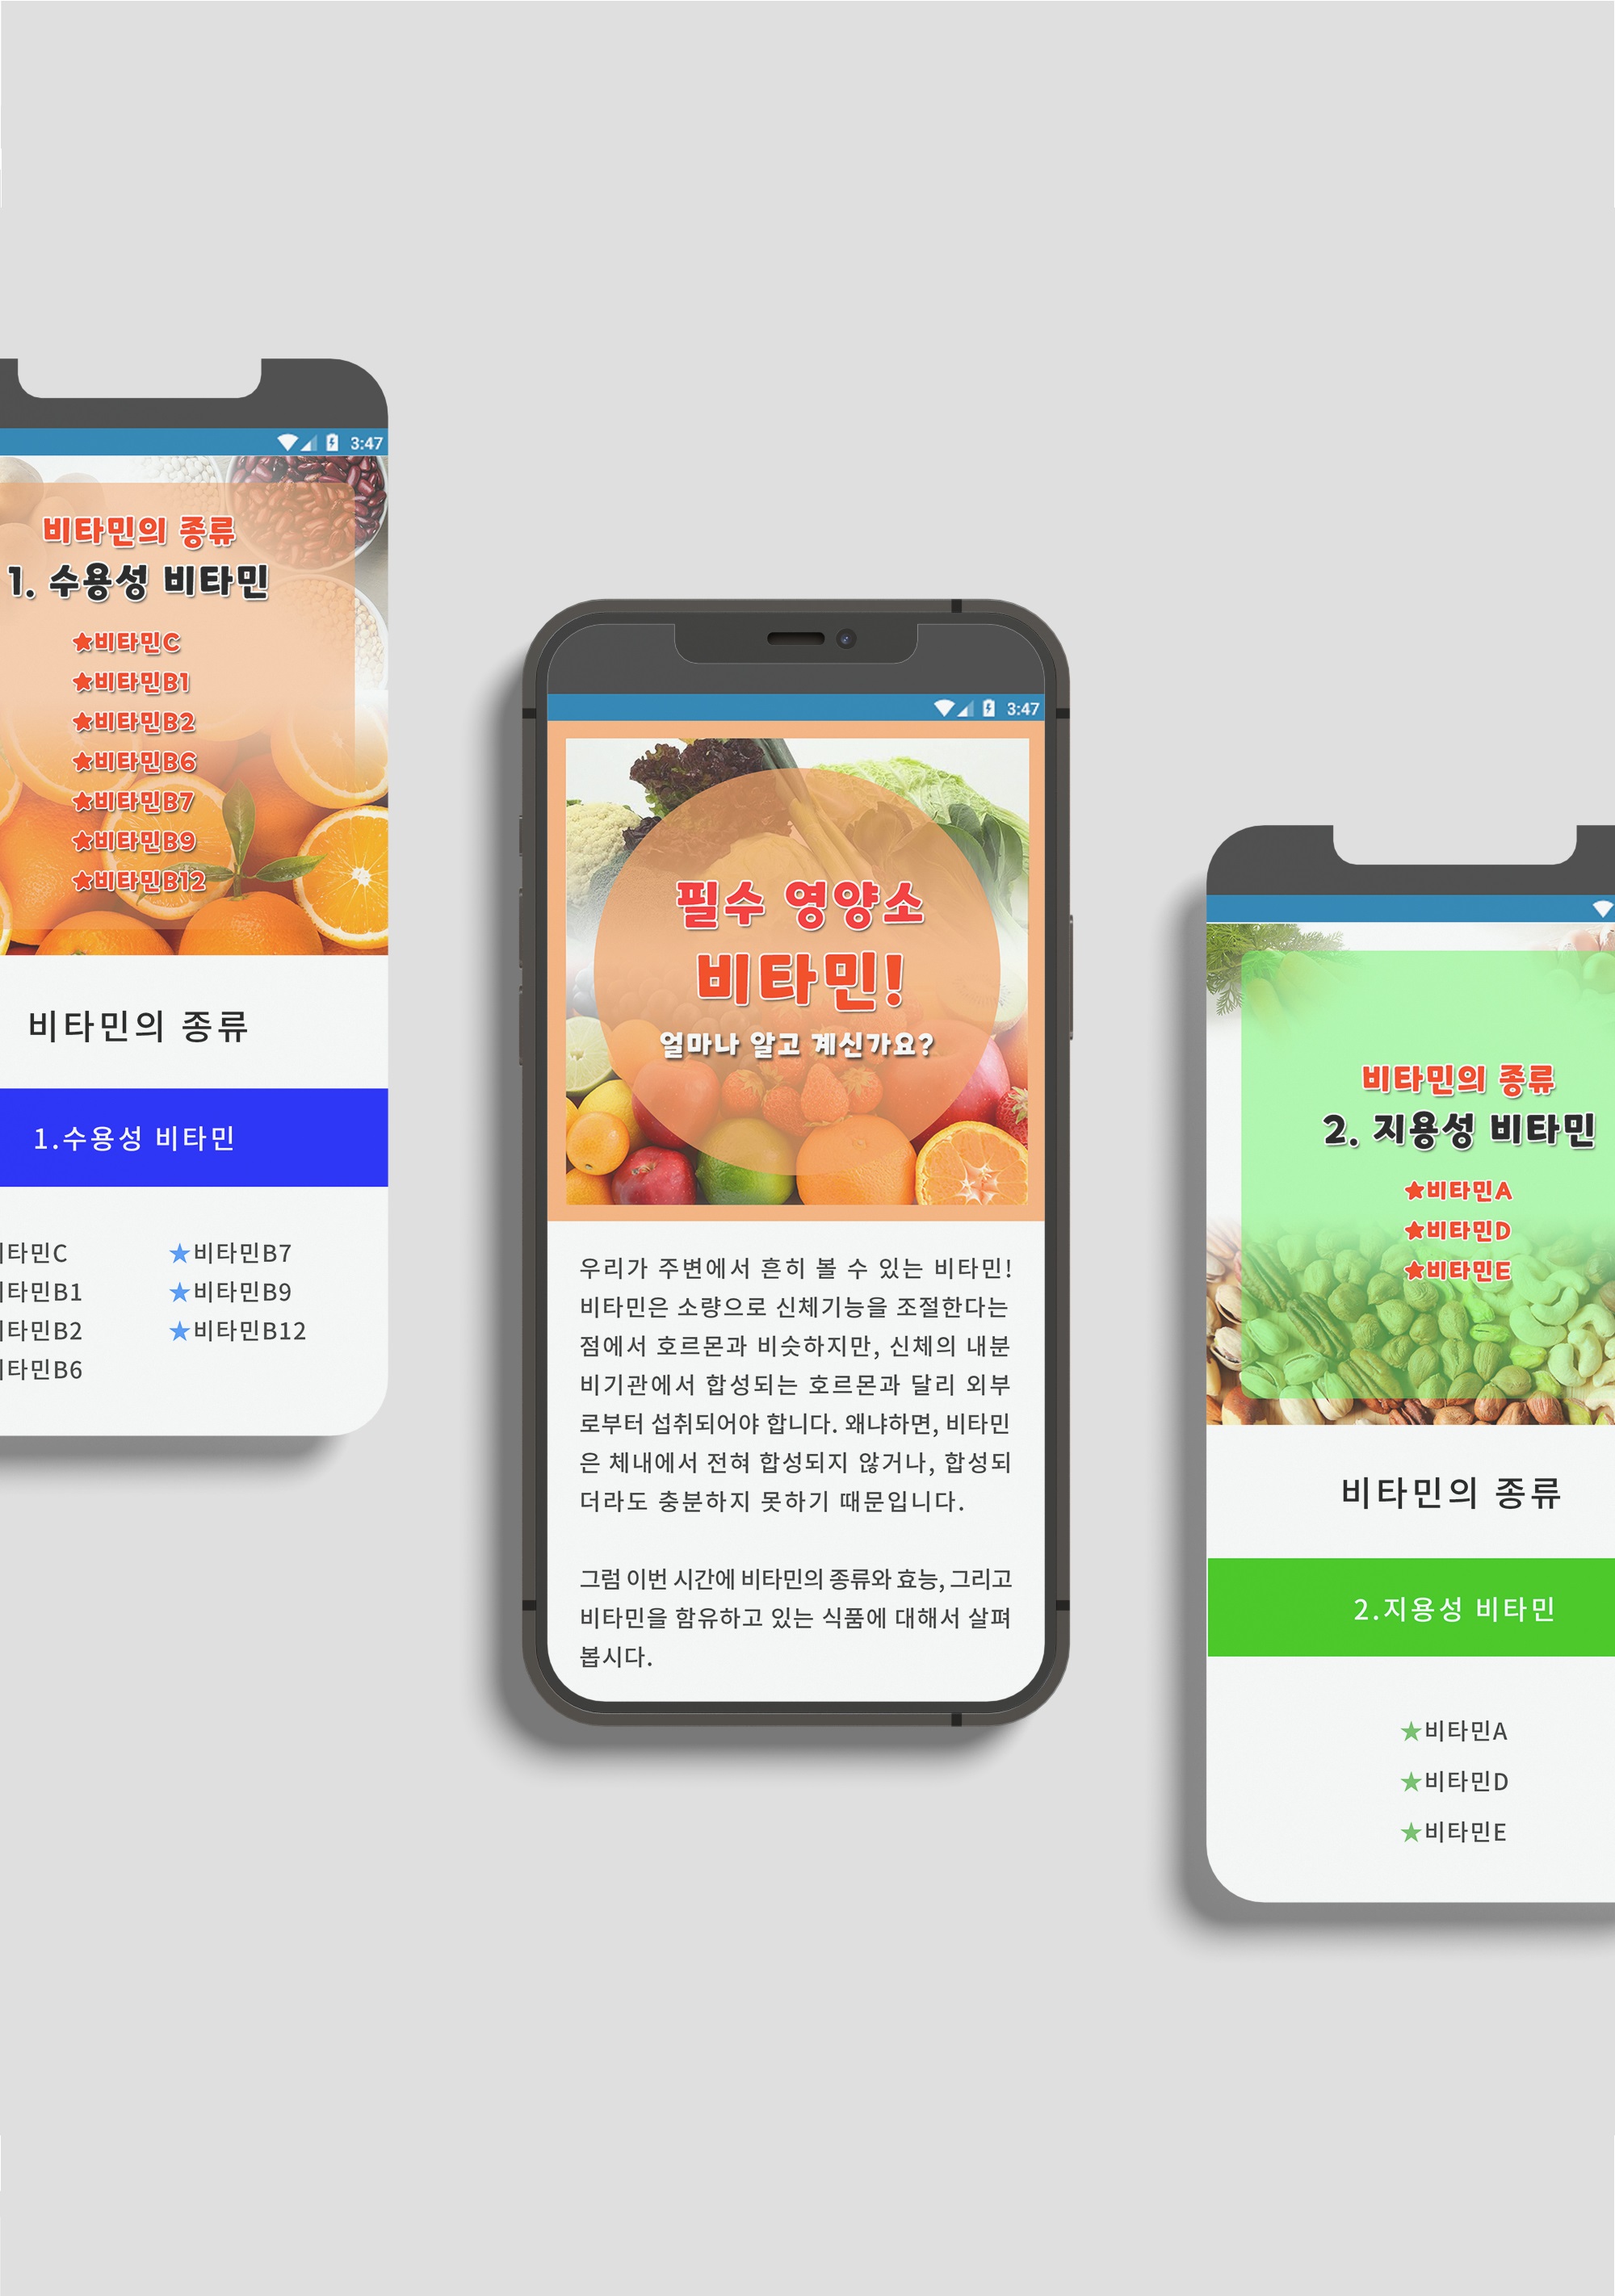 3:47
비타민의 종류
1. 수용성 비타민
★비타민C
★비타민B1
★비타민B2
★비타민B6
★비타민B7
★비타민B9
★비타민B12
비타민의 종류
1.수용성 비타민
타민C
타민B1
타민B2
타민B6
★비타민B7
★비타민B9
★비타민B12
3:47
필수 영양소
비타민!
얼마나 알고 계신가요?
우리가 주변에서 흔히 볼 수 있는 비타민!
비타민은 소량으로 신체기능을 조절한다는
점에서 호르몬과 비슷하지만, 신체의 내분
비기관에서 합성되는 호르몬과 달리 외부
로부터 섭취되어야 합니다. 왜냐하면, 비타민
은 체내에서 전혀 합성되지 않거나, 합성되
더라도 충분하지 못하기 때문입니다.
그럼 이번 시간에 비타민의 종류와 효능, 그리고
비타민을 함유하고 있는 식품에 대해서 살펴
봅시다.
비타민의 종류
2. 지용성 비타민
★비타민A
★비타민D
★비타민E
비타민의 종류
2.지용성 비타민
★비타민A
★비타민D
★비타민E